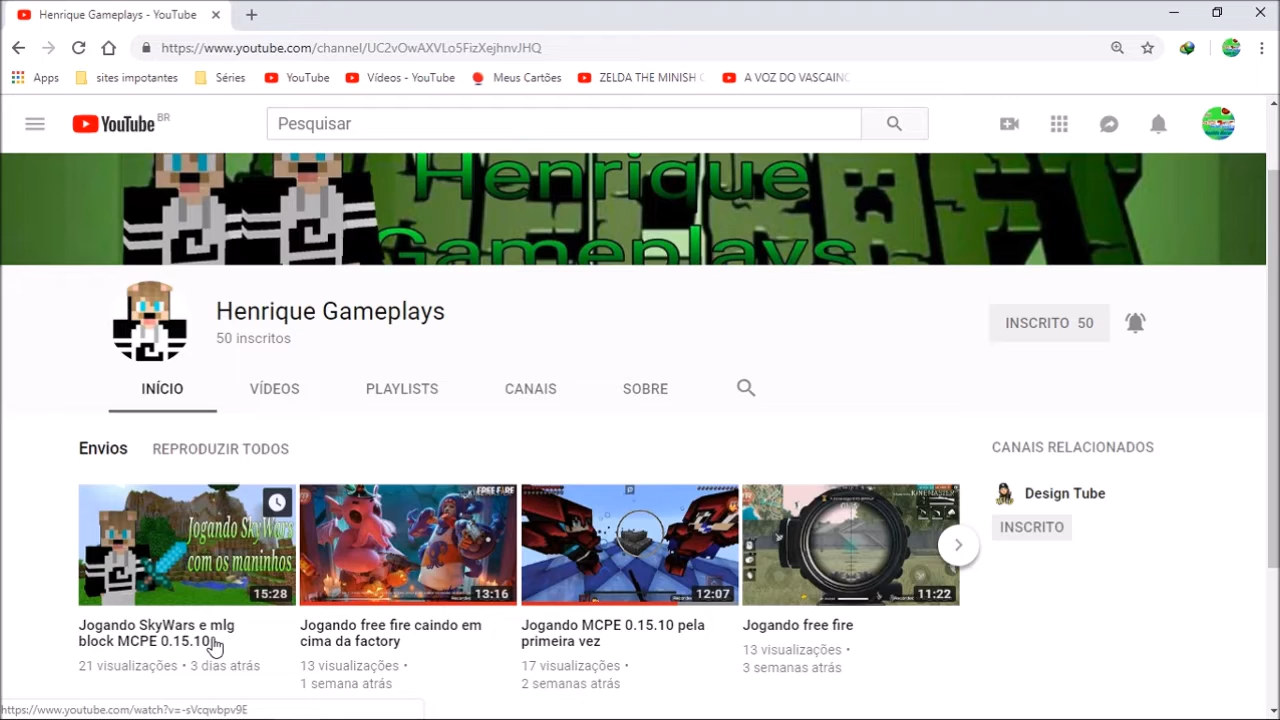 Henrique Gameplays - YouTube
https://www.youtube.com/channel/UC2vOwAXVLo5FizXejhnvJHQ
Apps sites impotantes Séries YouTube Vídeos - YouTube Meus Cartões ZELDA THE MINISH A VOZ DO VASCAINO
YouTube BR Pesquisar
Henrique
Gameplays
Henrique Gameplays
50 inscritos
INSCRITO 50
INÍCIO VÍDEOS PLAYLISTS CANAIS SOBRE
Envios REPRODUZIR TODOS
CANAIS RELACIONADOS
Design Tube
INSCRITO
Jogando SkyWars
com os maninhos
15:28
FREE FIRE
13:16
12:07
KINEMASTER
11:22
Jogando SkyWars e mlg
block MCPE 0.15.10
21 visualizações • 3 dias atrás
Jogando free fire caindo em
cima da factory
13 visualizações •
1 semana atrás
Jogando MCPE 0.15.10 pela
primeira vez
17 visualizações •
2 semanas atrás
Jogando free fire
13 visualizações •
3 semanas atrás
https://www.youtube.com/watch?v=-sVcqwbpv9E